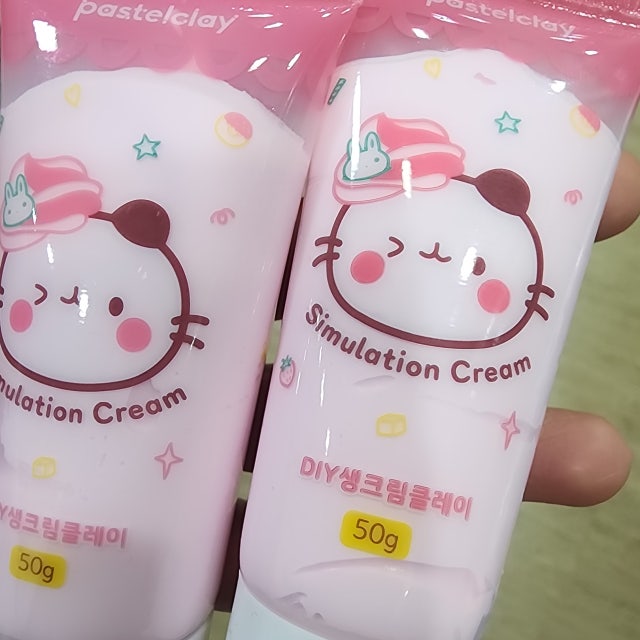 pastelclay
Simulation Cream
DIY생크림클레이
50g
pastelclay
Simulation Cream
DIY생크림클레이
50g